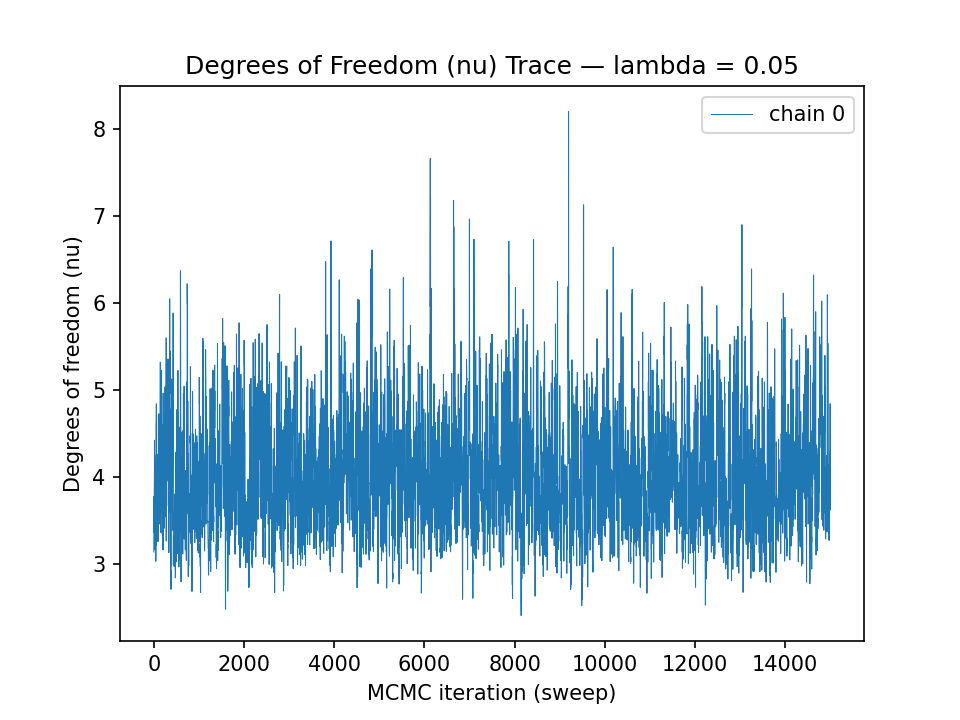 Degrees of Freedom (nu) Trace — lambda = 0.05
chain 0
Degrees of freedom (nu)
8
7
6
5
4
3
0 2000 4000 6000 8000 10000 12000 14000
MCMC iteration (sweep)